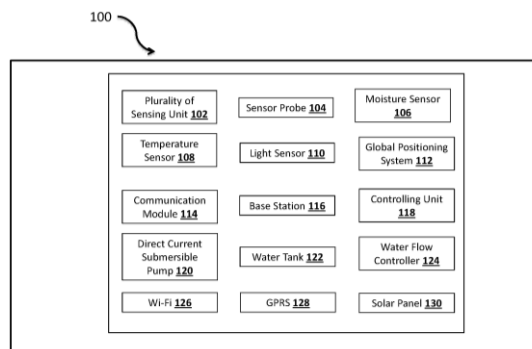 100
Plurality of
Sensing Unit 102
Sensor Probe 104
Moisture Sensor
106
Temperature
Sensor 108
Light Sensor 110
Global Positioning
System 112
Communication
Module 114
Base Station 116
Controlling Unit
118
Direct Current
Submersible
Pump 120
Water Tank 122
Water Flow
Controller 124
Wi-Fi 126
GPRS 128
Solar Panel 130